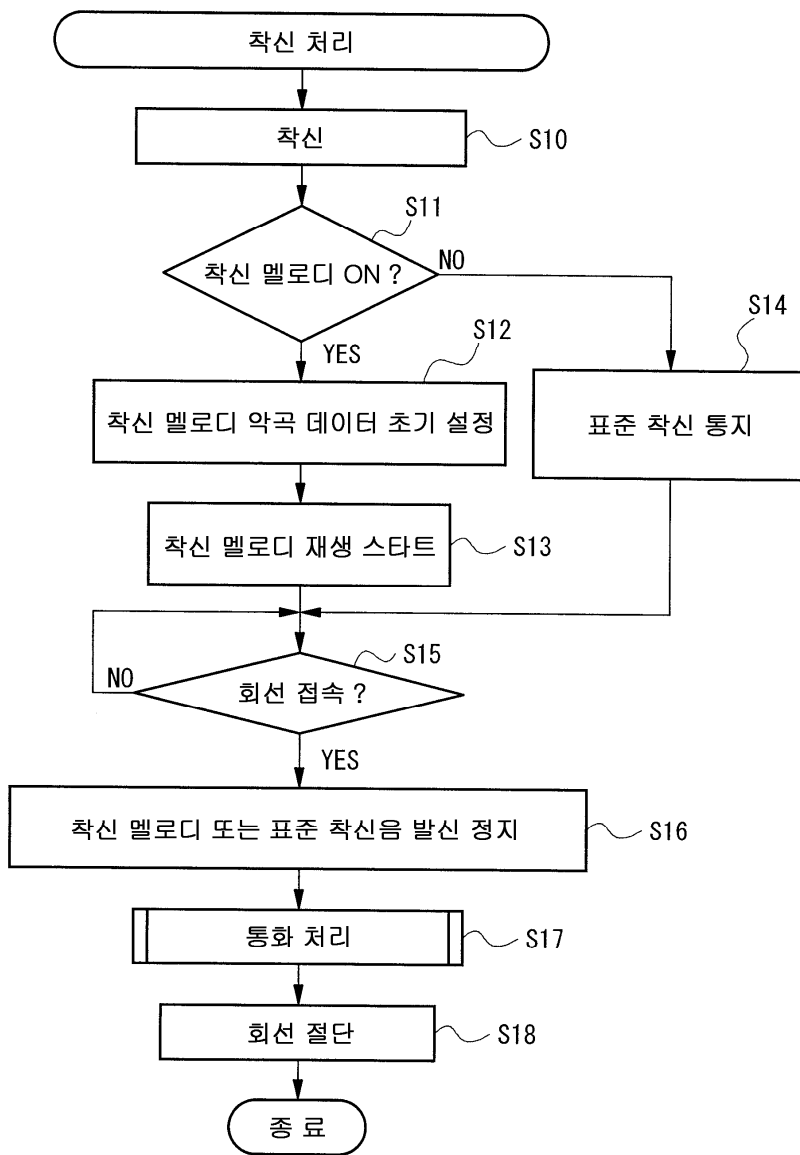 착신 처리
착신
S10
S11
착신 멜로디 ON ?
NO
YES
S12
착신 멜로디 악곡 데이터 초기 설정
S14
표준 착신 통지
착신 멜로디 재생 스타트
S13
S15
NO
회선 접속 ?
YES
착신 멜로디 또는 표준 착신음 발신 정지
S16
통화 처리
S17
회선 절단
S18
종 료